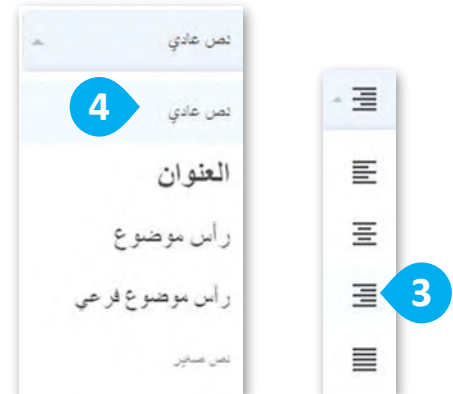 نص عادي
4
نص عادي
العنوان
رأس موضوع
رأس موضوع فرعي
نص صغير
3